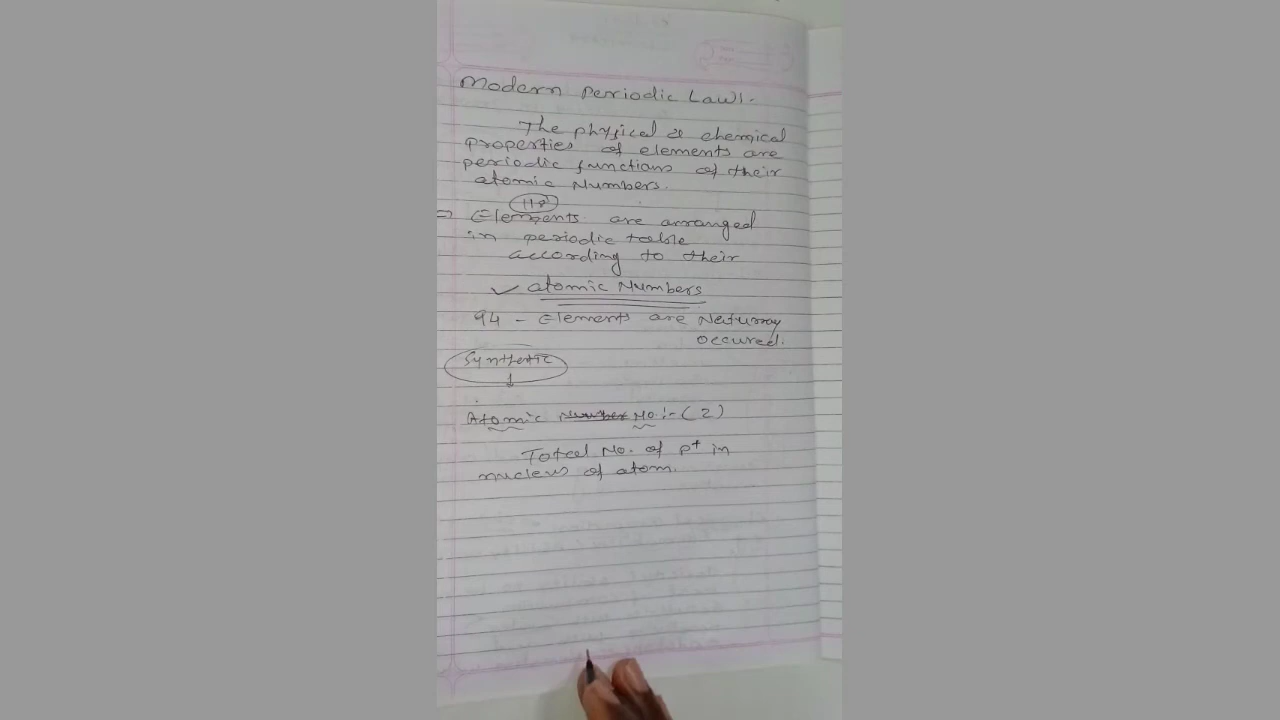 Modern Periodic Law:-
The physical & chemical
properties of elements are
periodic functions of their
atomic Numbers.
118
⇒ Elements are arranged
in periodic table
according to their
✓ atomic Numbers
94 - Elements are Naturay
occured.
Synthetic
↓
Atomic Number No:-(Z)
Total No. of p⁺ in
nucleus of atom.